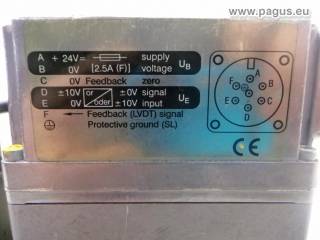 www.pagus.eu
A + 24V= supply
B 0V [2.5A (F)] voltage UB
C 0V Feedback zero
D ±10V or ±0V signal
E 0V oder ±10V input UE
F ← Feedback (LVDT) signal
Protective ground (SL)
A
F B
E C
D
CE